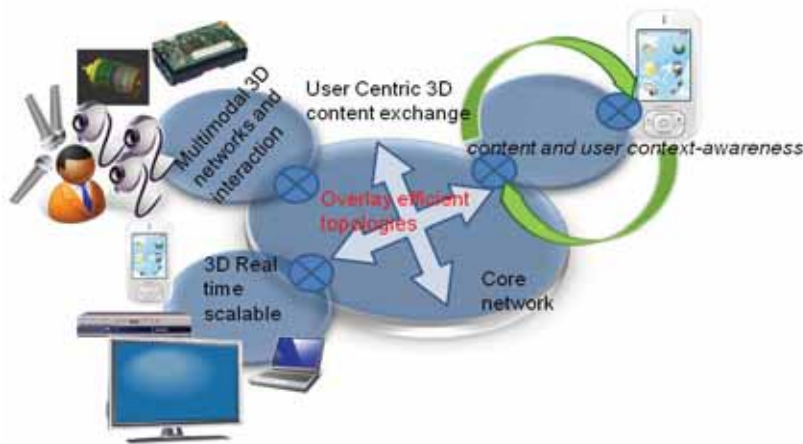 User Centric 3D
content exchange
Multimodal 3D
networks and
interaction
content and user context-awareness
Overlay efficient
topologies
3D Real
time
scalable
Core
network